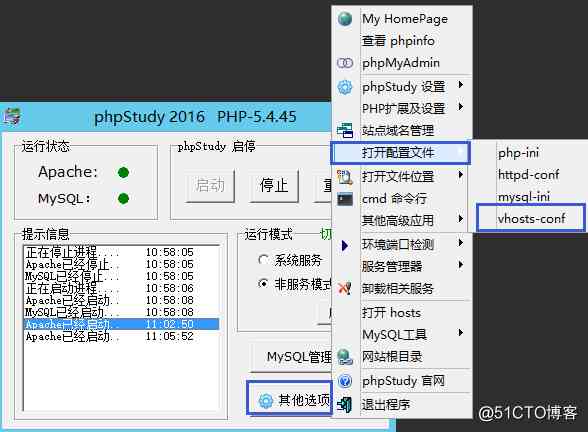 phpStudy 2016 PHP-5.4.45
运行状态
Apache:
MySQL:
phpStudy 启停
启动
停止
提示信息
正在停止进程...
10:58:05
Apache已经停止...
10:58:05
MySQL已经停止...
10:58:05
正在启动进程...
10:58:06
Apache已经启动...
10:58:08
MySQL已经启动...
10:58:08
Apache已经启动...
11:02:50
Apache已经启动...
11:05:52
运行模式
系统服务
非服务模式
MySQL管理
其他选项
My HomePage
查看 phpinfo
phpMyAdmin
phpStudy 设置
PHP扩展及设置
站点域名管理
打开配置文件
打开文件位置
cmd 命令行
其他高级应用
环境端口检测
服务管理器
卸载相关服务
打开 hosts
MySQL工具
网站根目录
phpStudy 官网
退出程序
php-ini
httpd-conf
mysql-ini
vhosts-conf
@51CTO博客